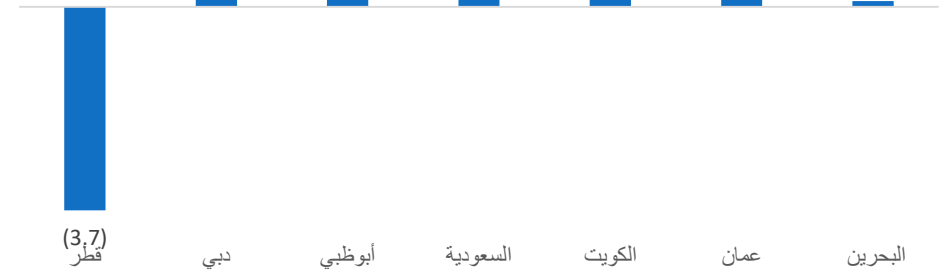 (3.7)
قطر
دبي
أبوظبي
السعودية
الكويت
عمان
البحرين